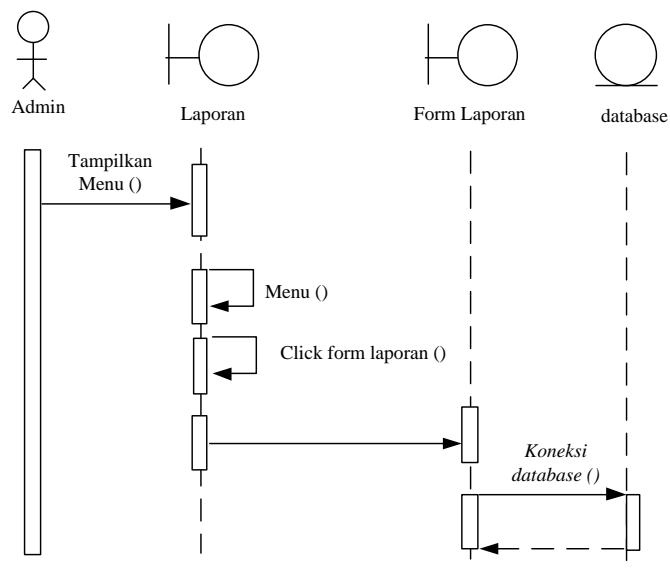 Admin
Laporan
Form Laporan
database
Tampilkan
Menu ()
Menu ()
Click form laporan ()
Koneksi
database ()